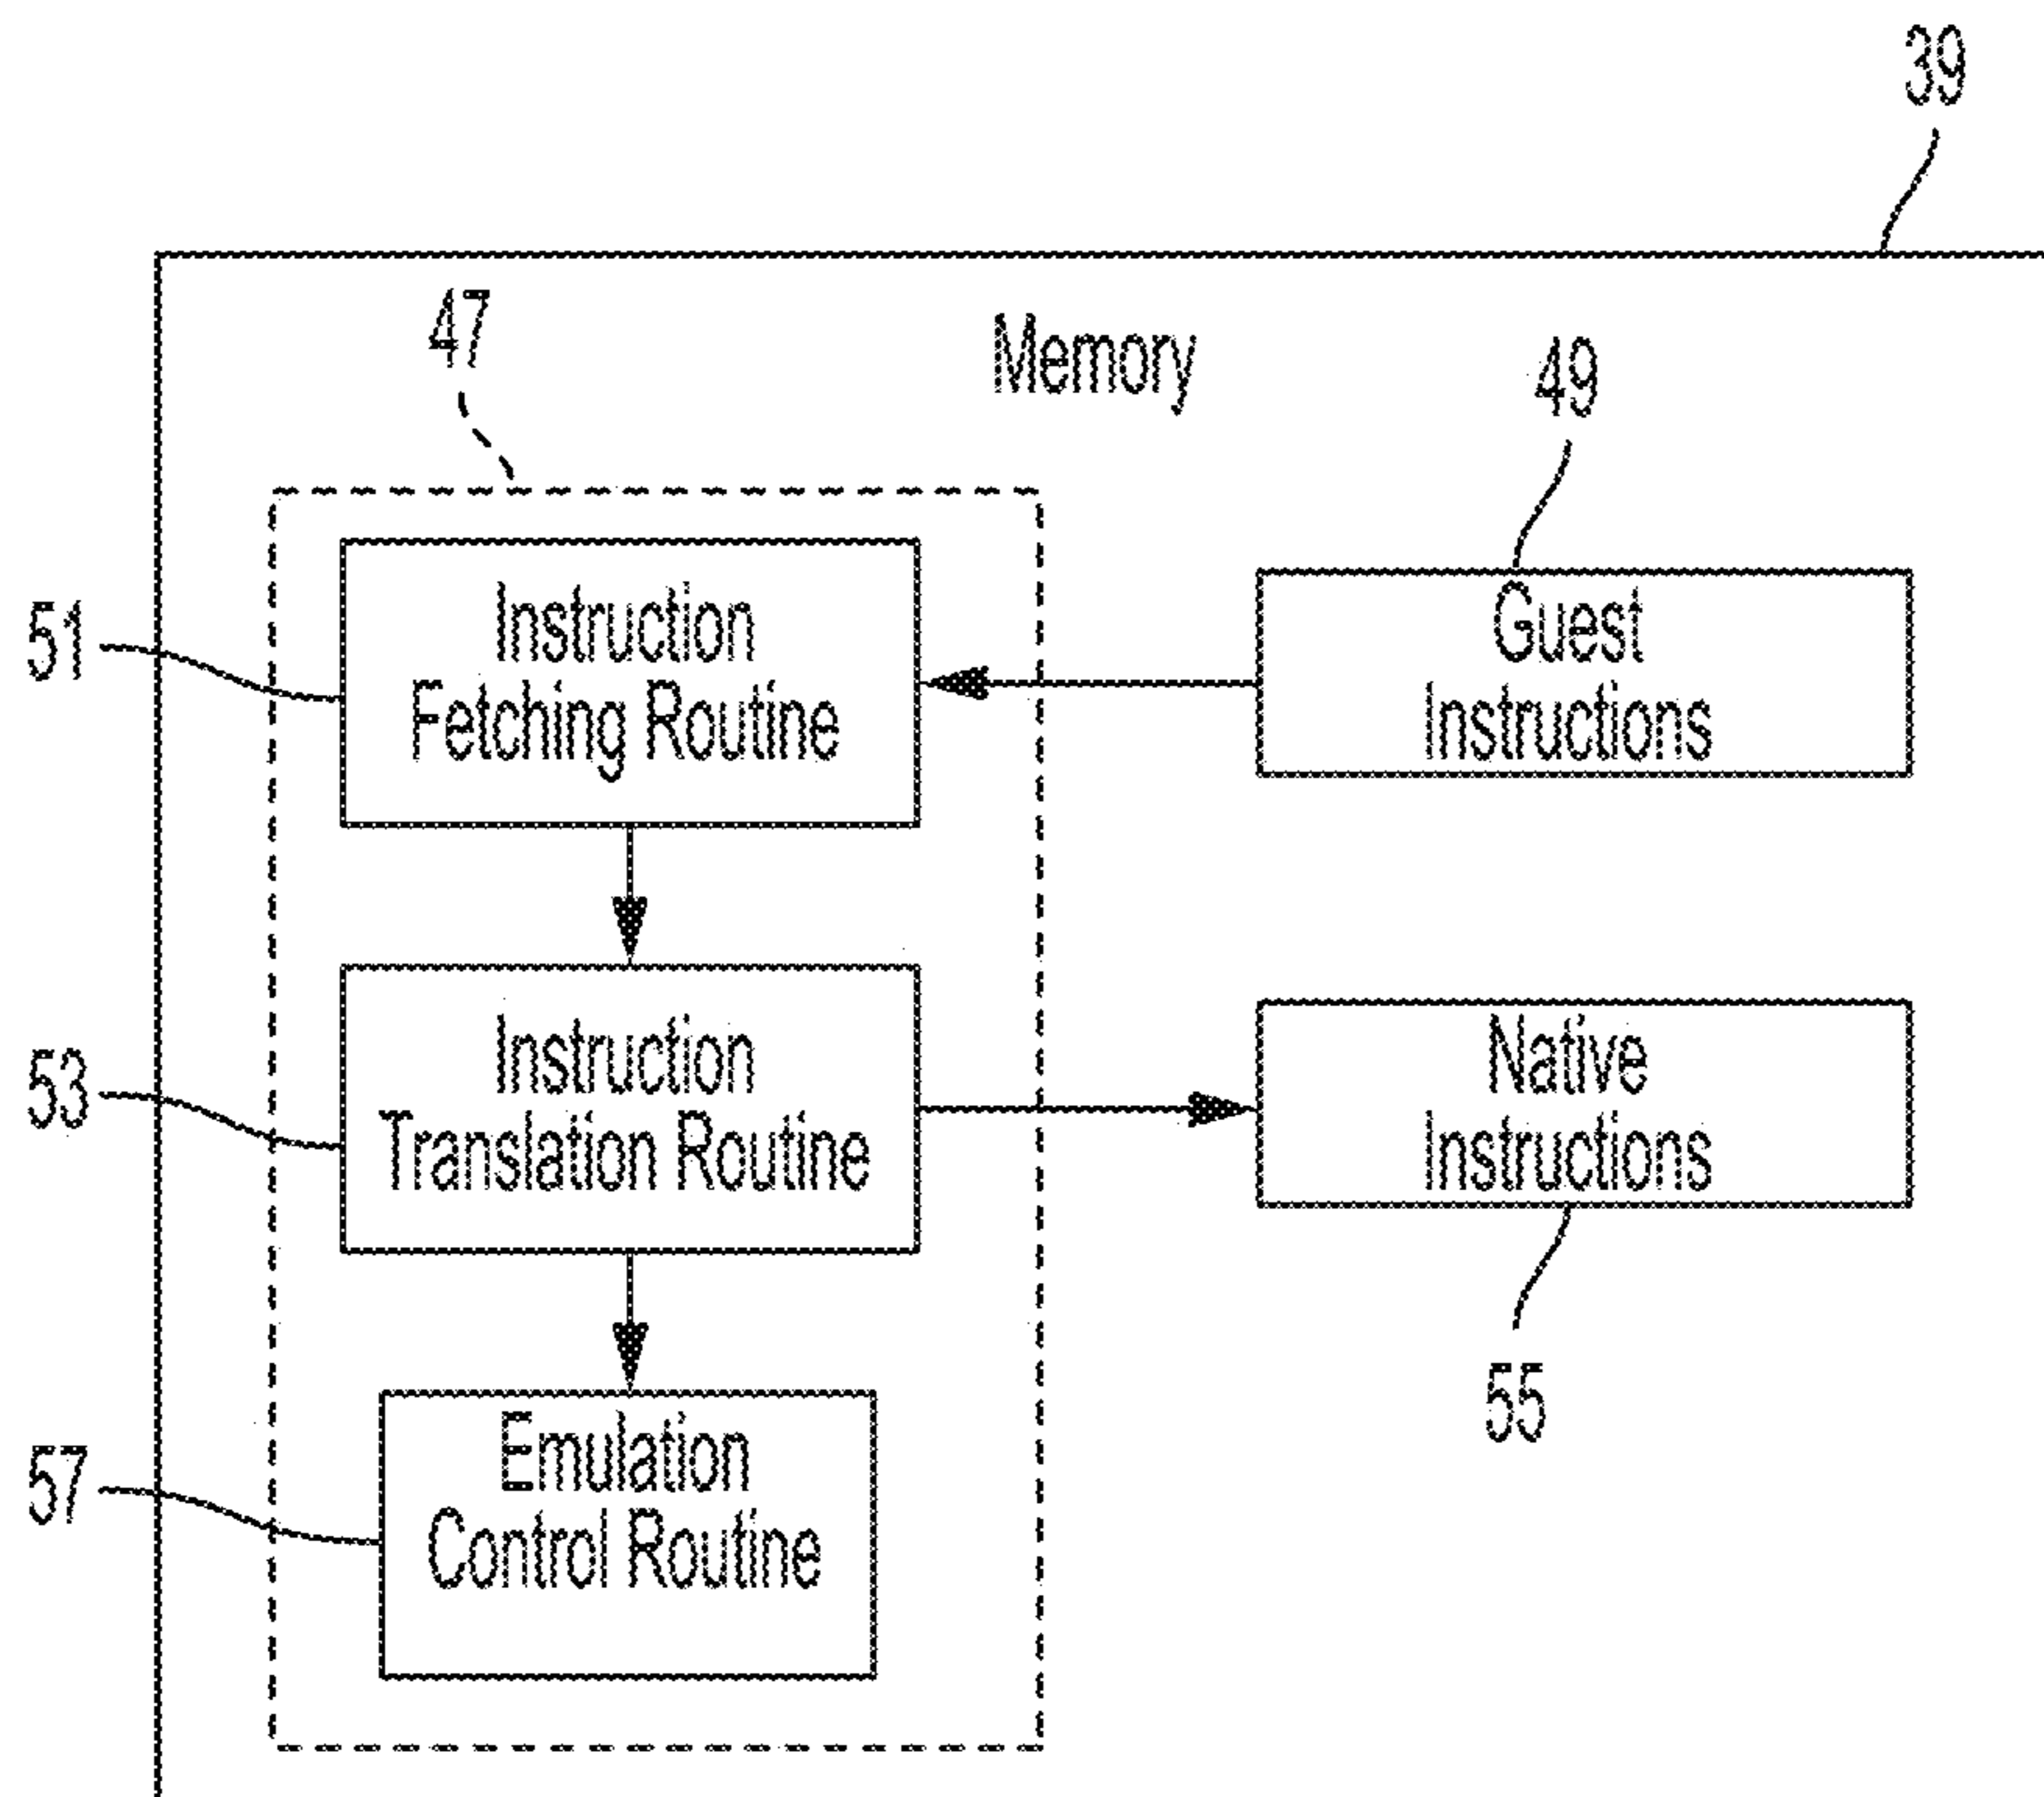 39
47
Memory
49
51
Instruction
Fetching Routine
Guest
Instructions
53
Instruction
Translation Routine
Native
Instructions
55
57
Emulation
Control Routine